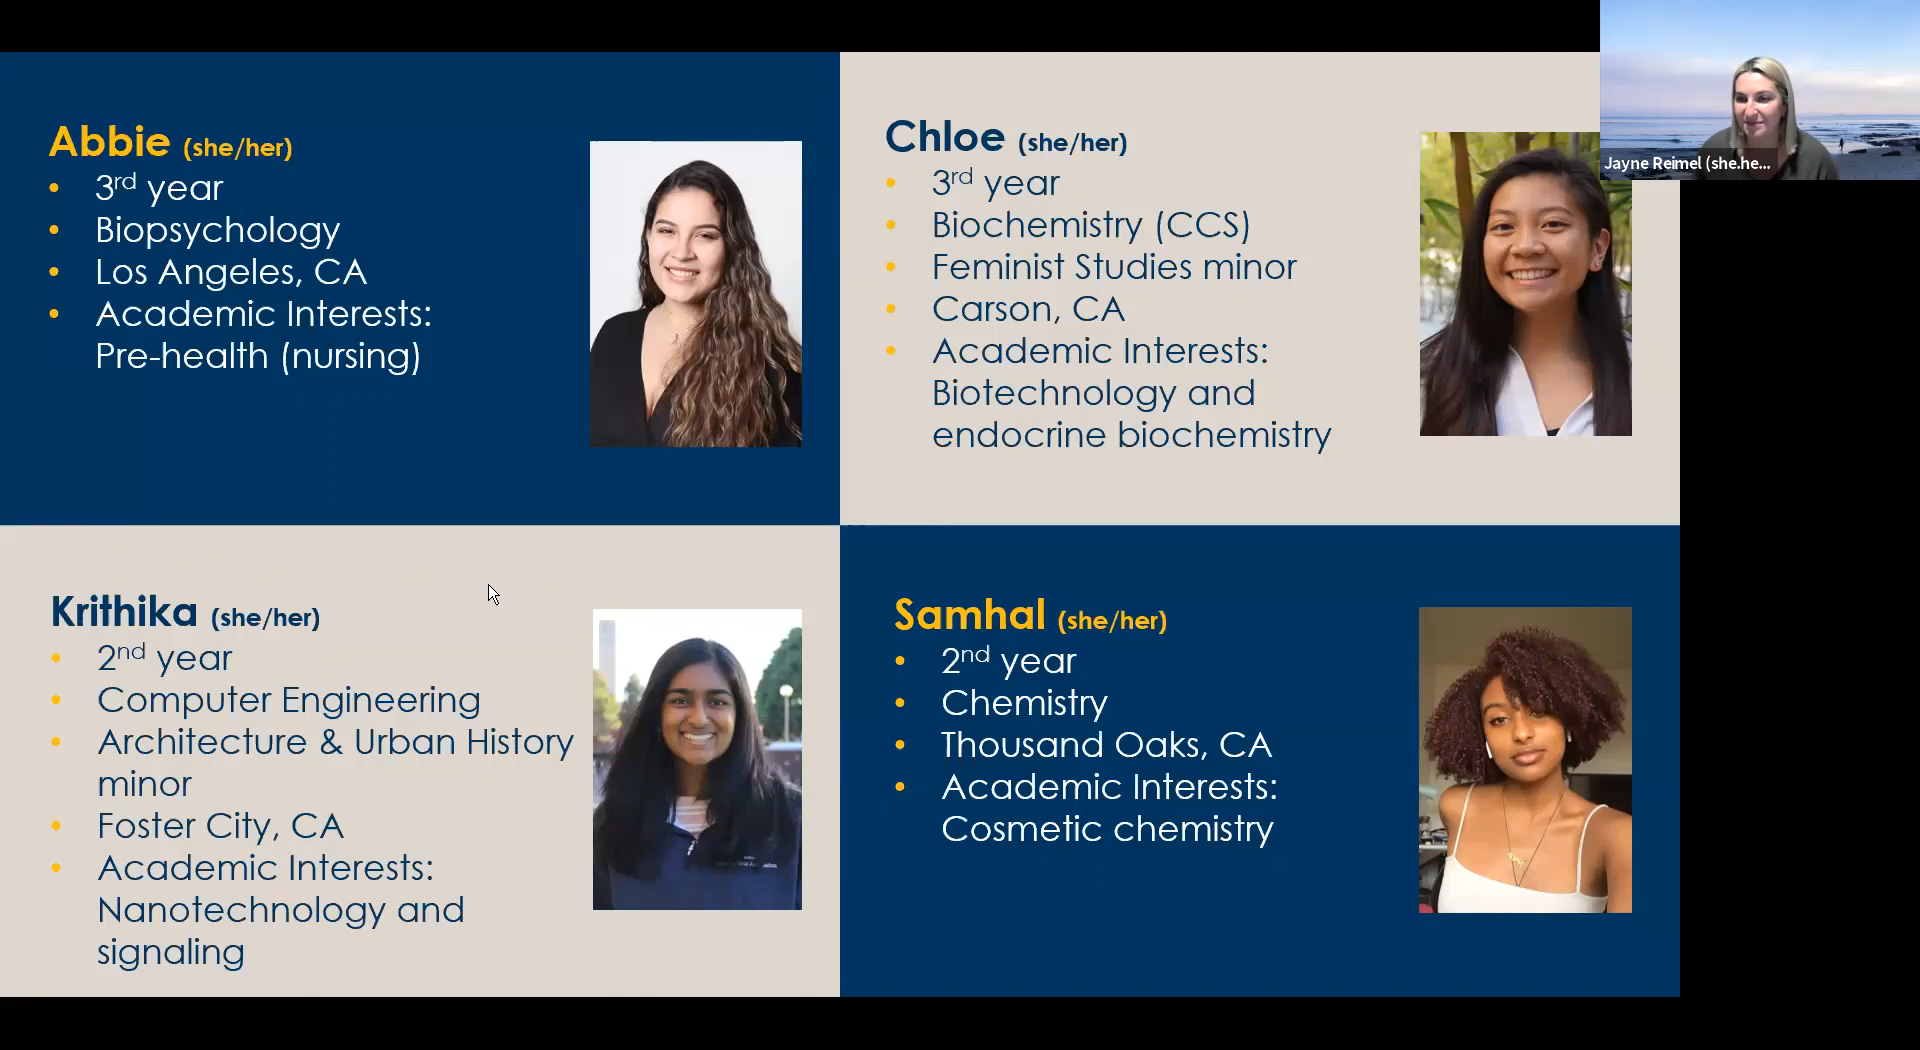 Abbie (she/her)
• 3rd year
• Biopsychology
• Los Angeles, CA
• Academic Interests:
Pre-health (nursing)
Chloe (she/her)
• 3rd year
• Biochemistry (CCS)
• Feminist Studies minor
• Carson, CA
• Academic Interests:
Biotechnology and
endocrine biochemistry
Jayne Reimel (she.he...
Krithika (she/her)
• 2nd year
• Computer Engineering
• Architecture & Urban History
minor
• Foster City, CA
• Academic Interests:
Nanotechnology and
signaling
Samhal (she/her)
• 2nd year
• Chemistry
• Thousand Oaks, CA
• Academic Interests:
Cosmetic chemistry